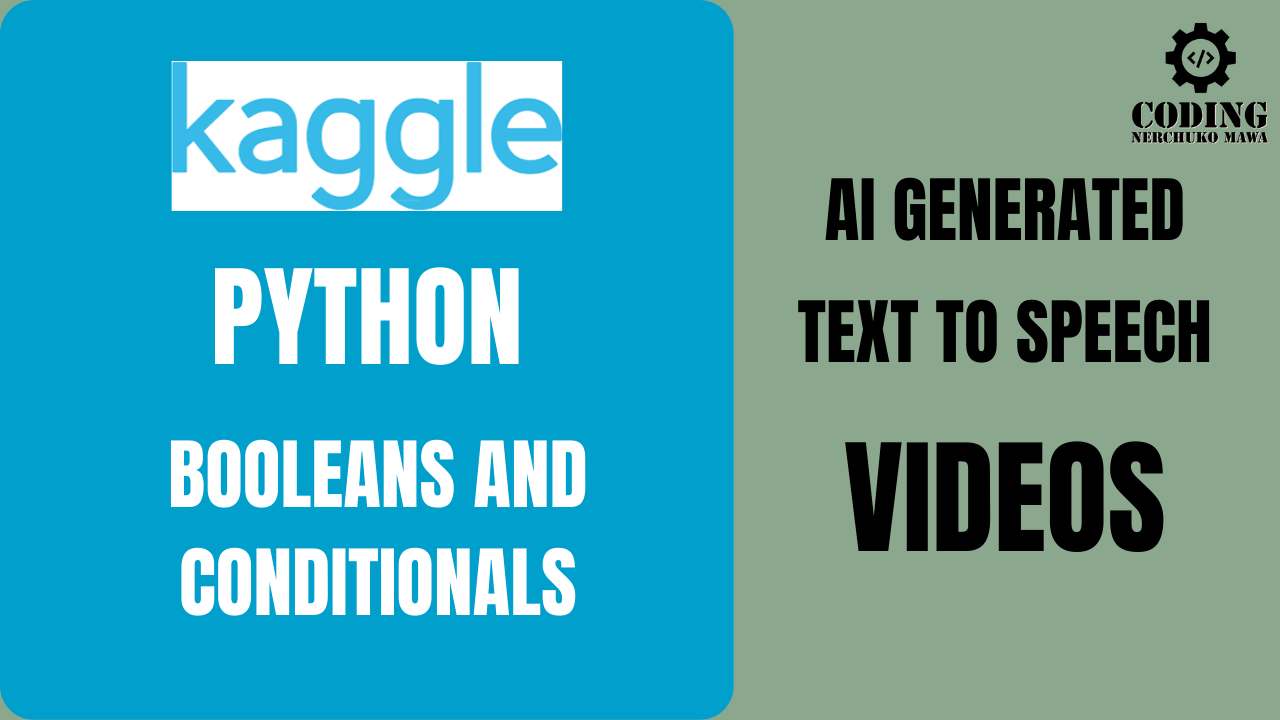 kaggle
PYTHON
BOOLEANS AND
CONDITIONALS
</>
CODING
NERCHUKO MAWA
AI GENERATED
TEXT TO SPEECH
VIDEOS